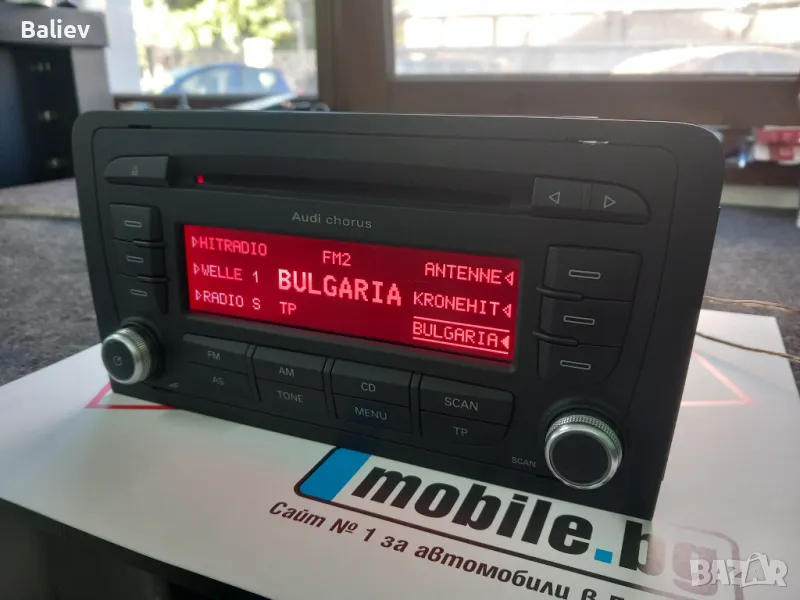 Baliev
Audi chorus
HITRADIO
FM2
ANTENNE
WELLE 1
BULGARIA
KRONEHIT
RADIO S
TP
BULGARIA
FM
AM
CD
SCAN
AS
TONE
MENU
TP
SCAN
mobile.bg
Сайт № 1 за автомобили в
BAZAR